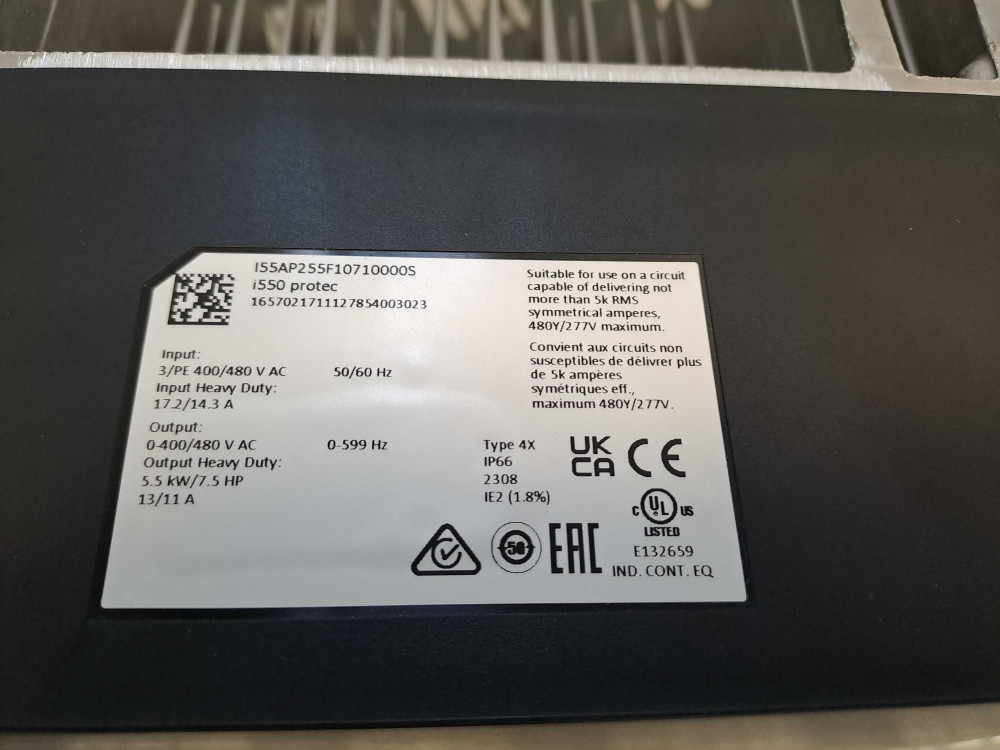 I55AP255F10710000S
i550 protec
1657021711127854003023
Input:
3/PE 400/480 V AC 50/60 Hz
Input Heavy Duty:
17.2/14.3 A
Output:
0-400/480 V AC 0-599 Hz
Output Heavy Duty:
5.5 kW/7.5 HP
13/11 A
Suitable for use on a circuit
capable of delivering not
more than 5k RMS
symmetrical amperes,
480Y/277V maximum.
Convient aux circuits non
susceptibles de délivrer plus
de 5k ampères
symétriques eff.,
maximum 480Y/277V.
Type 4X
IP66
2308
IE2 (1.8%)
UK
CA
CE
C UL US
LISTED
E132659
IND. CONT. EQ
50
EAC